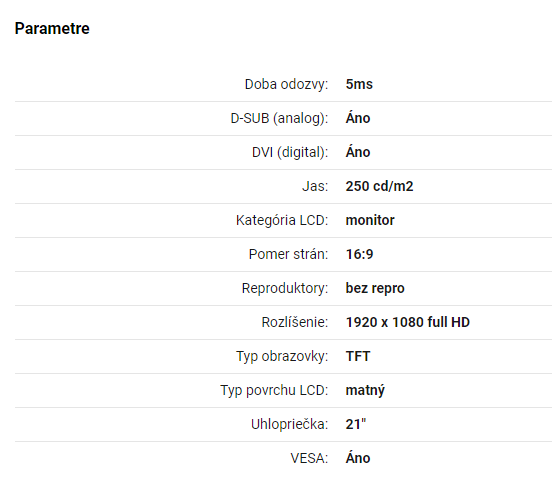 Parametre
Doba odozvy: 5ms
D-SUB (analog): Áno
DVI (digital): Áno
Jas: 250 cd/m2
Kategória LCD: monitor
Pomer strán: 16:9
Reproduktory: bez repro
Rozlíšenie: 1920 x 1080 full HD
Typ obrazovky: TFT
Typ povrchu LCD: matný
Uhlopriečka: 21"
VESA: Áno